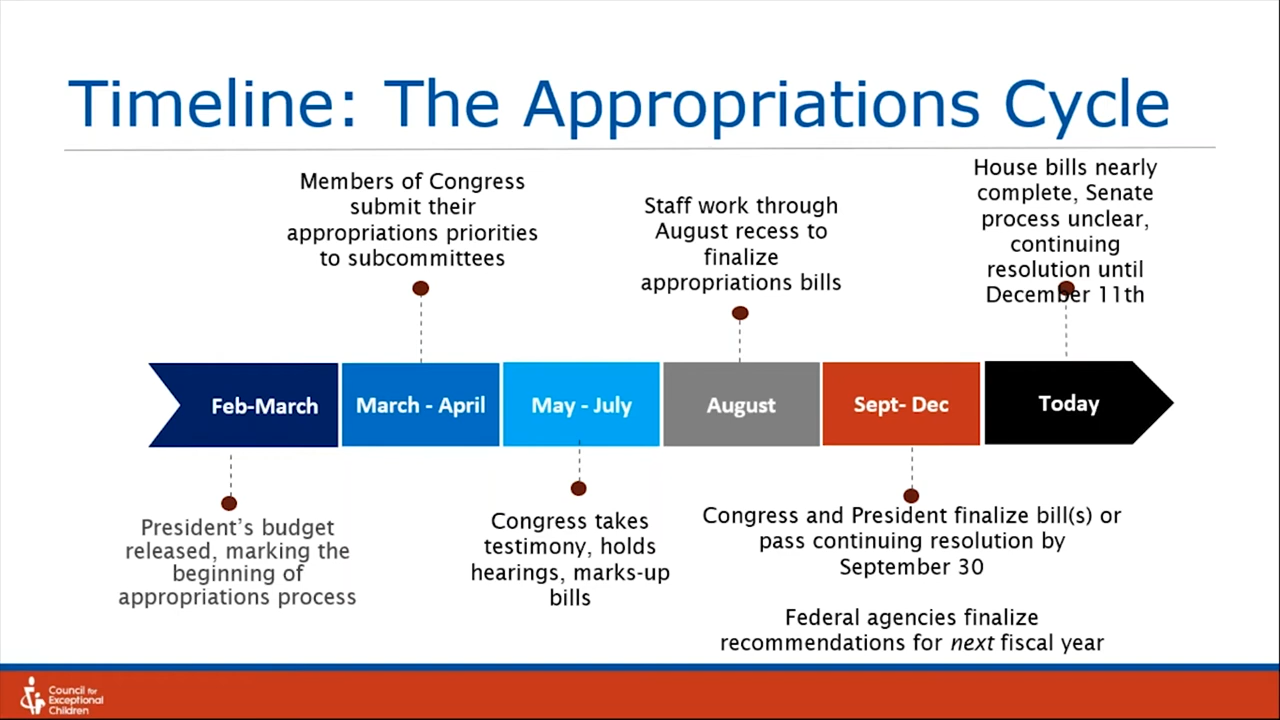 Timeline: The Appropriations Cycle
Members of Congress
submit their
appropriations priorities
to subcommittees
Staff work through
August recess to
finalize
appropriations bills
House bills nearly
complete, Senate
process unclear,
continuing
resolution until
December 11th
Feb-March
March - April
May - July
August
Sept- Dec
Today
President's budget
released, marking the
beginning of
appropriations process
Congress takes
testimony, holds
hearings, marks-up
bills
Congress and President finalize bill(s) or
pass continuing resolution by
September 30
Federal agencies finalize
recommendations for next fiscal year
Council for
Exceptional
Children